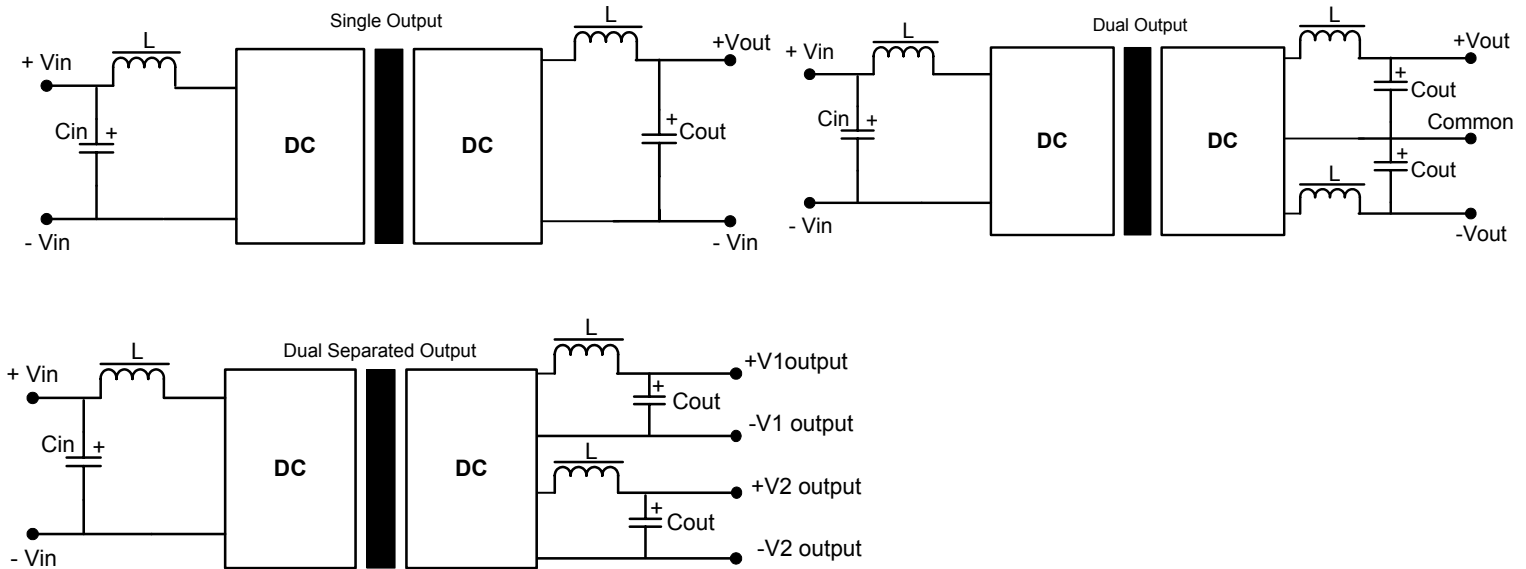 Single Output
L
+ Vin
Cin +
- Vin
DC
DC
L
+Vout
+
Cout
- Vin
Dual Output
L
+ Vin
Cin +
- Vin
DC
DC
L
+Vout
+
Cout
Common
+
Cout
L
-Vout
Dual Separated Output
L
+ Vin
Cin +
- Vin
DC
DC
L
+V1output
+
Cout
-V1 output
L
+V2 output
+
Cout
-V2 output